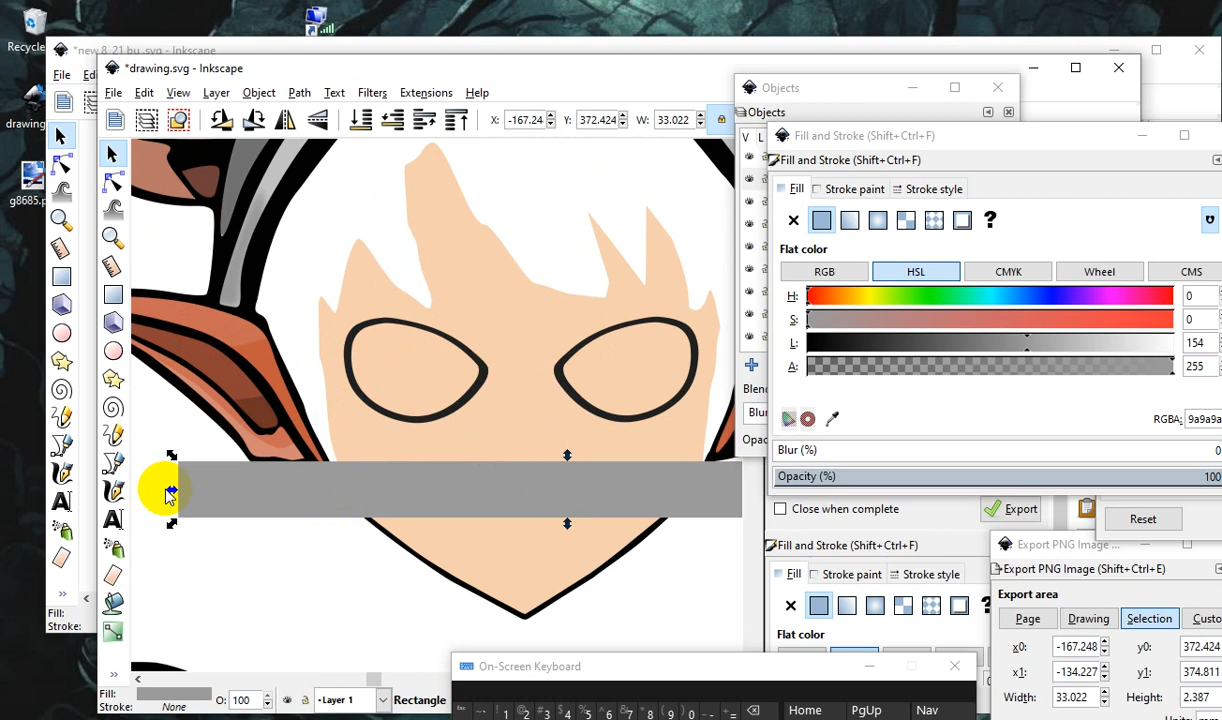 Recycle
*new 8_21 bu .svg - Inkscape
File
*drawing.svg - Inkscape
File Edit View Layer Object Path Text Filters Extensions Help
X: -167.24 Y: 372.424 W: 33.022
drawing
g8685.p
Objects
Objects
V L
Fill and Stroke (Shift+Ctrl+F)
Fill and Stroke (Shift+Ctrl+F)
Fill Stroke paint Stroke style
?
Flat color
RGB HSL CMYK Wheel CMS
H: 0
S: 0
L: 154
A: 255
RGBA: 9a9a9a
Blen
Blur
Opac
Blur (%) 0
Opacity (%) 100
Close when complete Export
Reset
Fill and Stroke (Shift+Ctrl+F)
Fill Stroke paint Stroke style
Flat color
Export PNG Image ...
Export PNG Image (Shift+Ctrl+E)
Export area
Page Drawing Selection Custo
x0: -167.248 y0: 372.424
x1: -134.227 y1: 374.811
Width: 33.022 Height: 2.387
Fill:
Stroke:
Fill:
Stroke: None
O: 100
Layer 1
Rectangle
On-Screen Keyboard
Home PgUp Nav